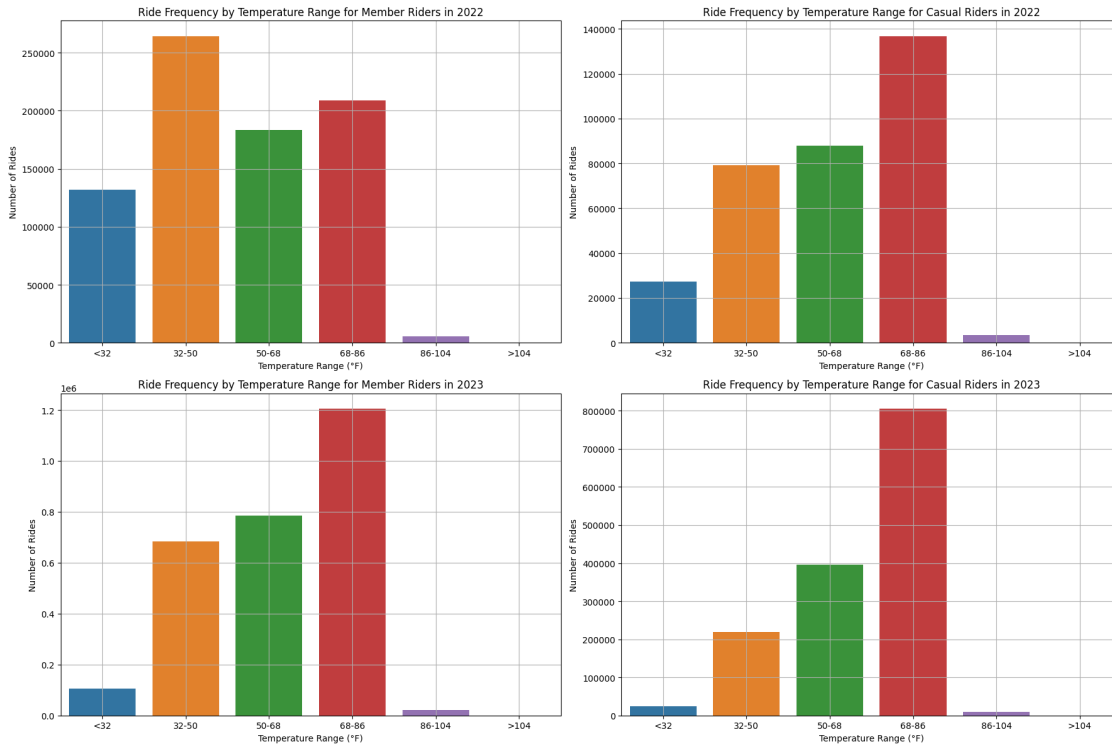 Ride Frequency by Temperature Range for Member Riders in 2022
Number of Rides
250000
200000
150000
100000
50000
0
<32 32-50 50-68 68-86 86-104 >104
Temperature Range (°F)
Ride Frequency by Temperature Range for Casual Riders in 2022
Number of Rides
140000
120000
100000
80000
60000
40000
20000
0
<32 32-50 50-68 68-86 86-104 >104
Temperature Range (°F)
Ride Frequency by Temperature Range for Member Riders in 2023
1e6
Number of Rides
1.2
1.0
0.8
0.6
0.4
0.2
0.0
<32 32-50 50-68 68-86 86-104 >104
Temperature Range (°F)
Ride Frequency by Temperature Range for Casual Riders in 2023
Number of Rides
800000
700000
600000
500000
400000
300000
200000
100000
0
<32 32-50 50-68 68-86 86-104 >104
Temperature Range (°F)